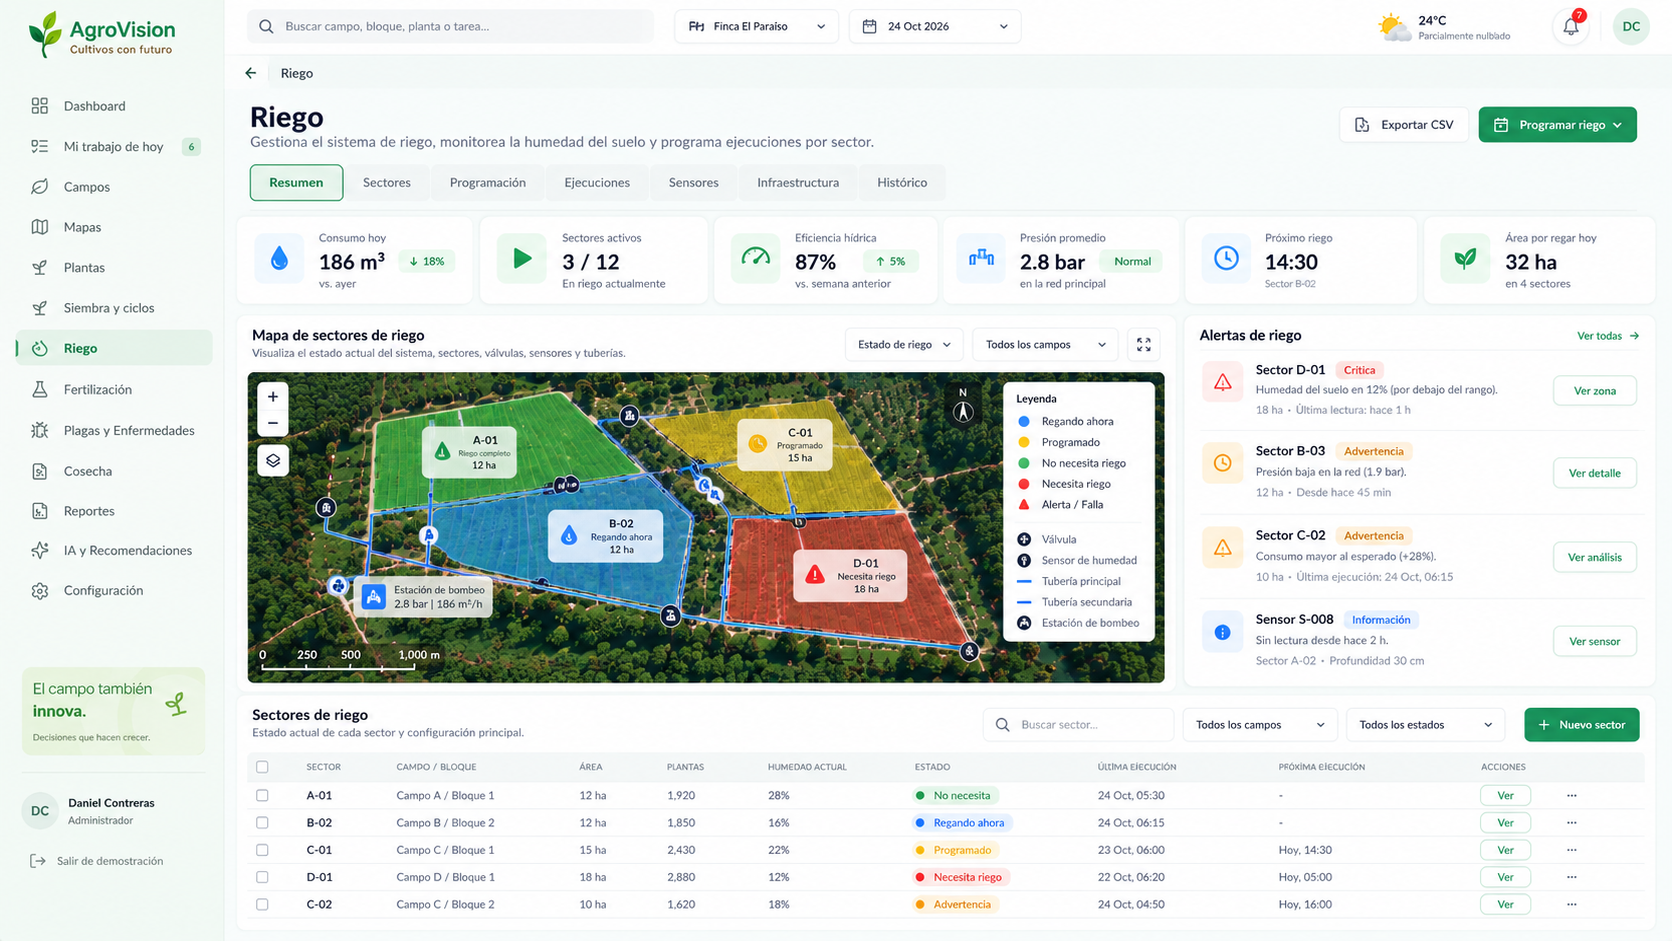 AgroVision
Cultivos con futuro
Buscar campo, bloque, planta o tarea...
Finca El Paraíso
24 Oct 2026
24°C
Parcialmente nublado
7
DC
Dashboard
Mi trabajo de hoy 6
Campos
Mapas
Plantas
Siembra y ciclos
Riego
Fertilización
Plagas y Enfermedades
Cosecha
Reportes
IA y Recomendaciones
Configuración
El campo también
innova.
Decisiones que hacen crecer.
DC
Daniel Contreras
Administrador
Salir de demostración
Riego
Riego
Gestiona el sistema de riego, monitorea la humedad del suelo y programa ejecuciones por sector.
Exportar CSV
Programar riego
Resumen
Sectores
Programación
Ejecuciones
Sensores
Infraestructura
Histórico
Consumo hoy
186 m³ ↓ 18%
vs. ayer
Sectores activos
3 / 12
En riego actualmente
Eficiencia hídrica
87% ↑ 5%
vs. semana anterior
Presión promedio
2.8 bar Normal
en la red principal
Próximo riego
14:30
Sector B-02
Área por regar hoy
32 ha
en 4 sectores
Mapa de sectores de riego
Visualiza el estado actual del sistema, sectores, válvulas, sensores y tuberías.
Estado de riego
Todos los campos
+
−
A-01
Riego completo
12 ha
C-01
Programado
15 ha
B-02
Regando ahora
12 ha
D-01
Necesita riego
18 ha
Estación de bombeo
2.8 bar | 186 m³/h
0 250 500 1,000 m
N
Leyenda
Regando ahora
Programado
No necesita riego
Necesita riego
Alerta / Falla
Válvula
Sensor de humedad
Tubería principal
Tubería secundaria
Estación de bombeo
Alertas de riego
Ver todas →
Sector D-01 Crítica
Humedad del suelo en 12% (por debajo del rango).
18 ha • Última lectura: hace 1 h
Ver zona
Sector B-03 Advertencia
Presión baja en la red (1.9 bar).
12 ha • Desde hace 45 min
Ver detalle
Sector C-02 Advertencia
Consumo mayor al esperado (+28%).
10 ha • Última ejecución: 24 Oct, 06:15
Ver análisis
Sensor S-008 Información
Sin lectura desde hace 2 h.
Sector A-02 • Profundidad 30 cm
Ver sensor
Sectores de riego
Estado actual de cada sector y configuración principal.
Buscar sector...
Todos los campos
Todos los estados
+ Nuevo sector
SECTOR CAMPO / BLOQUE ÁREA PLANTAS HUMEDAD ACTUAL ESTADO ÚLTIMA EJECUCIÓN PRÓXIMA EJECUCIÓN ACCIONES
A-01 Campo A / Bloque 1 12 ha 1,920 28% No necesita 24 Oct, 05:30 - Ver ...
B-02 Campo B / Bloque 2 12 ha 1,850 16% Regando ahora 24 Oct, 06:15 - Ver ...
C-01 Campo C / Bloque 1 15 ha 2,430 22% Programado 23 Oct, 06:00 Hoy, 14:30 Ver ...
D-01 Campo D / Bloque 1 18 ha 2,880 12% Necesita riego 22 Oct, 06:20 Hoy, 05:00 Ver ...
C-02 Campo C / Bloque 2 10 ha 1,620 18% Advertencia 24 Oct, 04:50 Hoy, 16:00 Ver ...